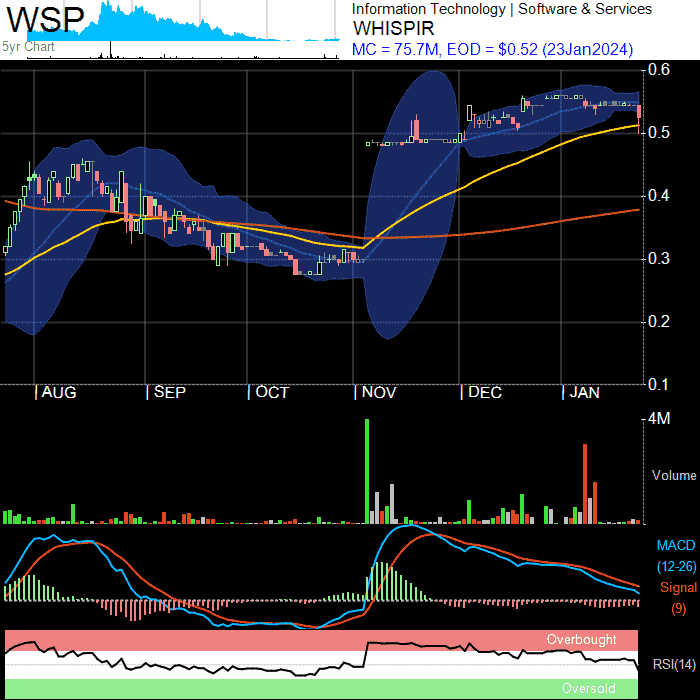 WSP
5yr Chart
Information Technology | Software & Services
WHISPIR
MC = 75.7M, EOD = $0.52 (23Jan2024)
0.6
0.5
0.4
0.3
0.2
0.1
| AUG | SEP | OCT | NOV | DEC | JAN
4M
Volume
MACD
(12-26)
Signal
(9)
Overbought
RSI(14)
Oversold